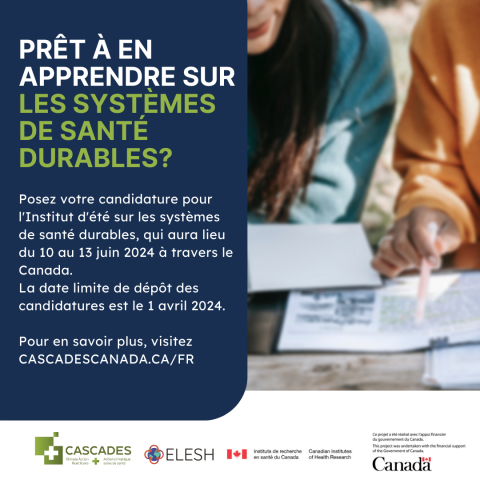 PRÊT À EN
APPRENDRE SUR
LES SYSTÈMES
DE SANTÉ
DURABLES?
Posez votre candidature pour
l'Institut d'été sur les systèmes
de santé durables, qui aura lieu
du 10 au 13 juin 2024 à travers le
Canada.
La date limite de dépôt des
candidatures est le 1 avril 2024.
Pour en savoir plus, visitez
CASCADESCANADA.CA/FR
CASCADES
ELESH
Instituts de recherche
en santé du Canada
Canadian Institutes
of Health Research
Ce projet a été réalisé avec l'appui financier
du gouvernement du Canada.
This project was undertaken with the financial support
of the Government of Canada.
Canada